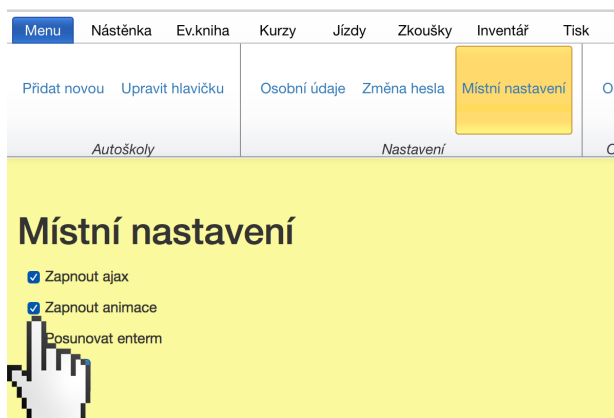 Menu Nástěnka Ev.kniha Kurzy Jízdy Zkoušky Inventář Tisk
Přidat novou Upravit hlavičku Osobní údaje Změna hesla Místní nastavení
Autoškoly Nastavení
Místní nastavení
Zapnout ajax
Zapnout animace
Posunovat enterm